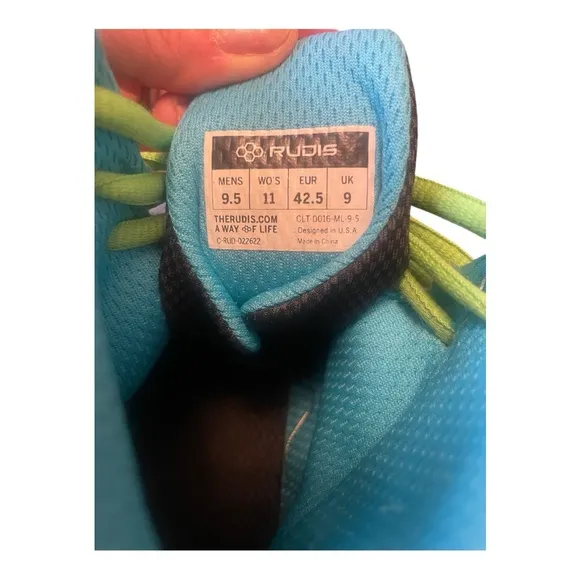 RUDIS
MENS WO'S EUR UK
9.5 11 42.5 9
THERUDIS.COM CLT 0016-ML-9-5
A WAY OF LIFE Designed in U.S.A
C-RUD-022622 Made in China